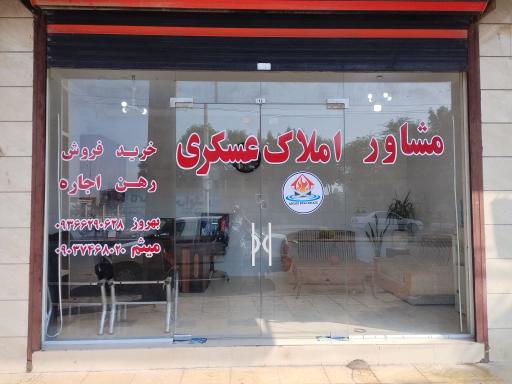 مشاور املاک عسکری
خرید فروش
رهن اجاره
بهروز ۰۹۳۶۶۲۹۰۶۲۸
میثم ۰۹۰۳۷۴۶۸۰۲۰